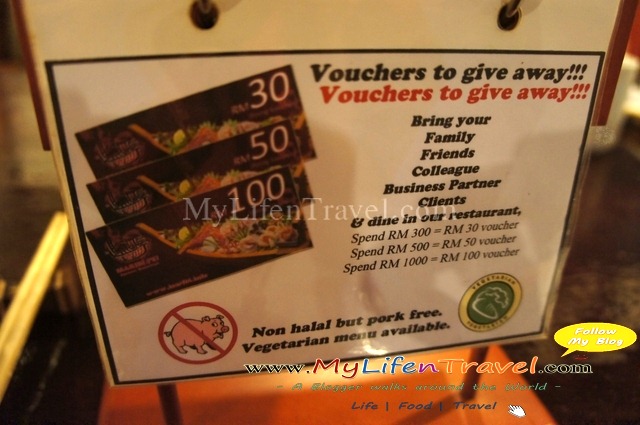 Vouchers to give away!!!
Vouchers to give away!!!
RM 30
RM 50
100
Bring your
Family
Friends
Colleague
Business Partner
Clients
& dine in our restaurant,
Spend RM 300 = RM 30 voucher
Spend RM 500 = RM 50 voucher
Spend RM 1000 = RM 100 voucher
MyLifenTravel.com
Non halal but pork free.
Vegetarian menu available.
VEGETARIAN
VEGETARIAN
Follow
My Blog
www.MyLifenTravel.com
- A Blogger walks around the World -
Life | Food | Travel